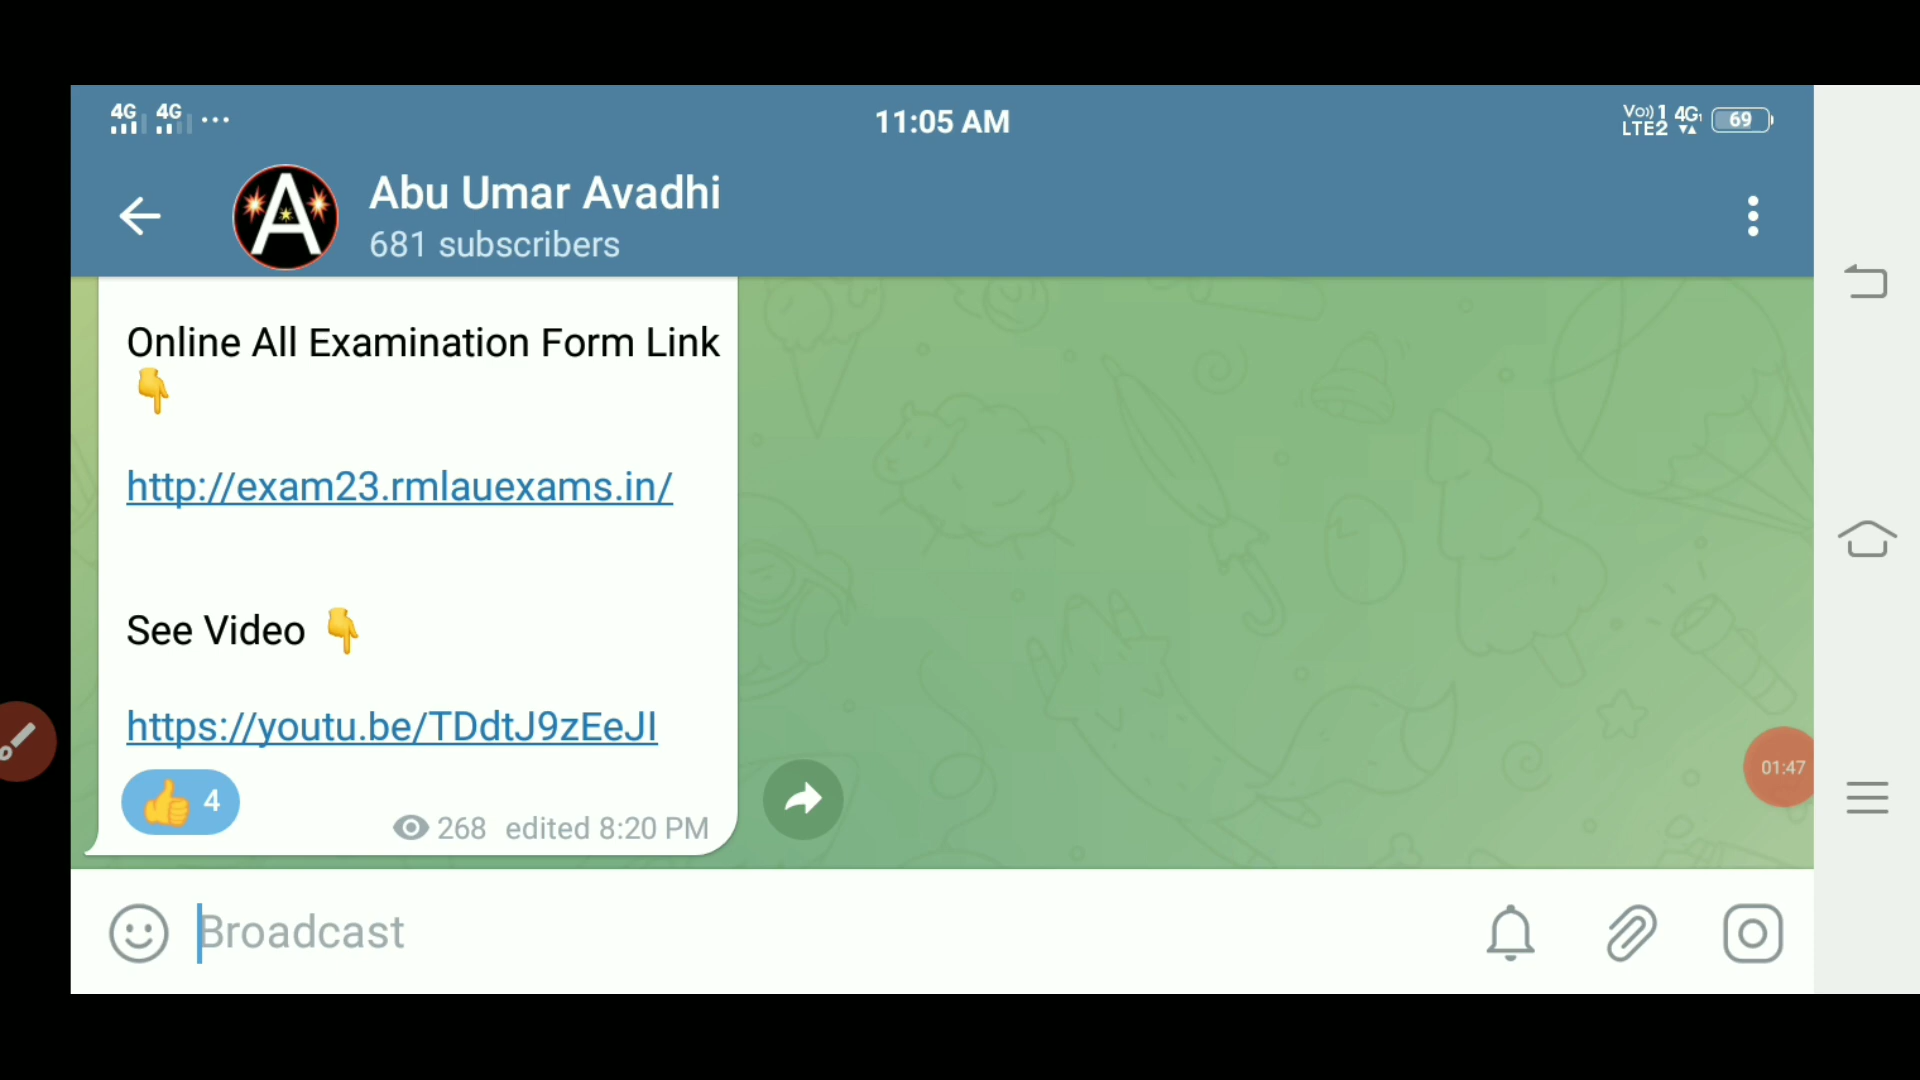 4G 4G ...
11:05 AM
Vo)) 1 4G
LTE2
69
A
Abu Umar Avadhi
681 subscribers
Online All Examination Form Link
👇
http://exam23.rmlauexams.in/
See Video 👇
https://youtu.be/TDdtJ9zEeJI
👍 4
268 edited 8:20 PM
01:47
Broadcast